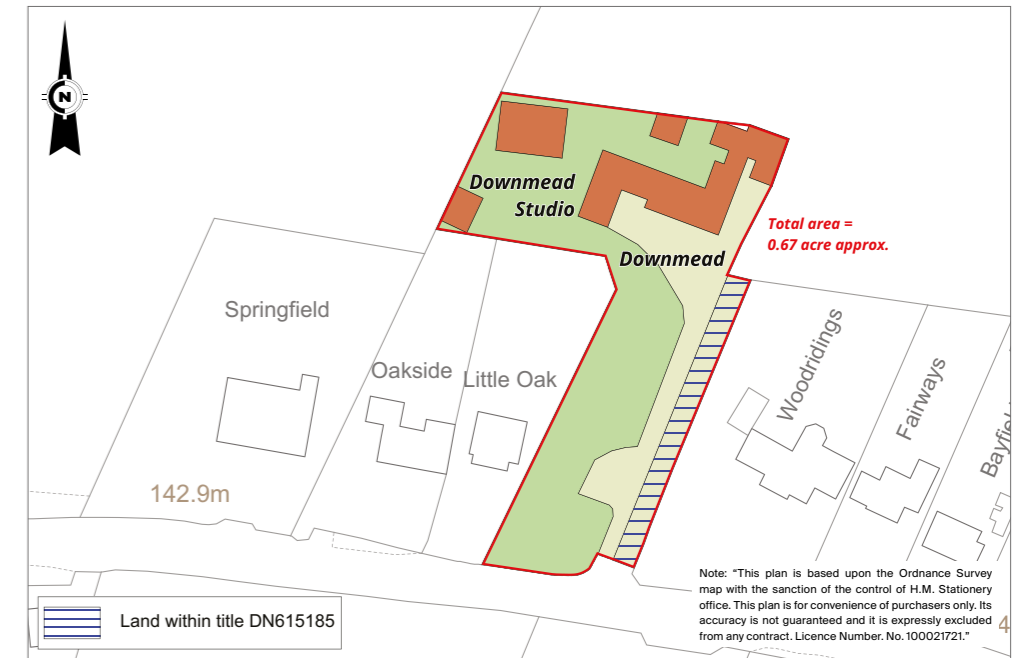 N
Downmead
Studio
Total area =
0.67 acre approx.
Downmead
Springfield
Oakside
Little Oak
Woodridings
Fairways
142.9m
Note: “This plan is based upon the Ordnance Survey
map with the sanction of the control of H.M. Stationery
office. This plan is for convenience of purchasers only. Its
accuracy is not guaranteed and it is expressly excluded
from any contract. Licence Number. No. 100021721.”
4
Land within title DN615185